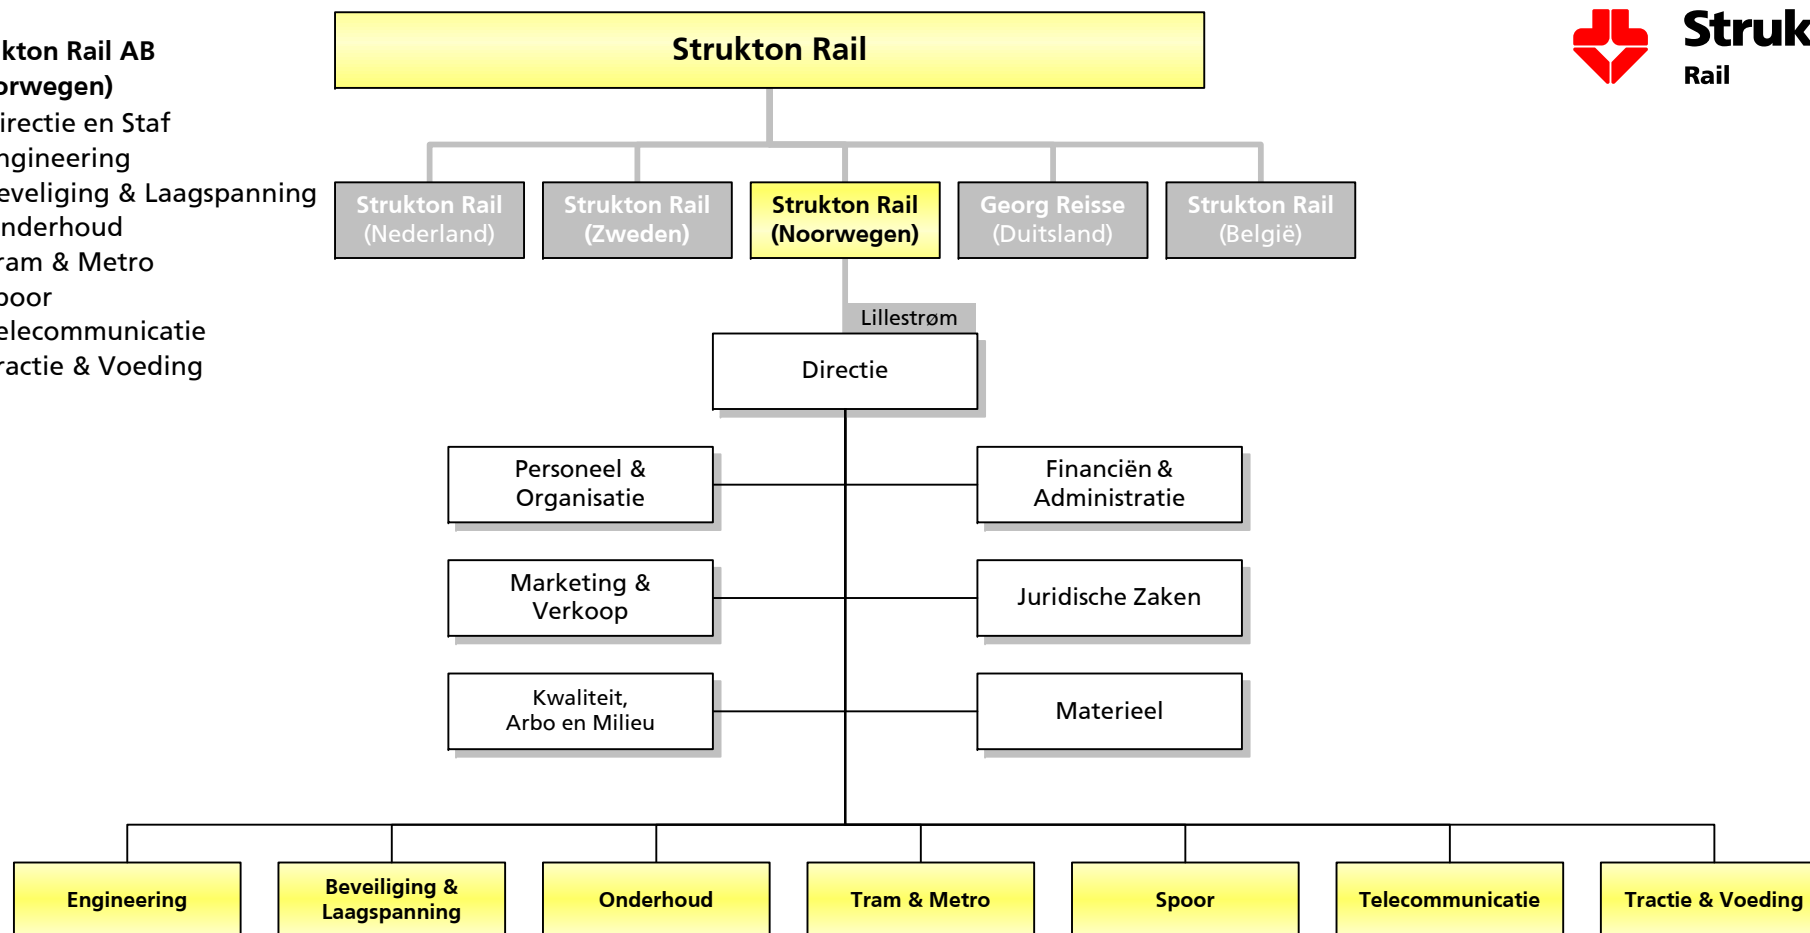 kton Rail AB
orwegen)
irectie en Staf
ngineering
eveliging & Laagspanning
nderhoud
ram & Metro
poor
elecommunicatie
ractie & Voeding
Strukton Rail
Struk
Rail
Strukton Rail
(Nederland)
Strukton Rail
(Zweden)
Strukton Rail
(Noorwegen)
Georg Reisse
(Duitsland)
Strukton Rail
(België)
Lillestrøm
Directie
Personeel &
Organisatie
Financiën &
Administratie
Marketing &
Verkoop
Juridische Zaken
Kwaliteit,
Arbo en Milieu
Materieel
Engineering
Beveiliging &
Laagspanning
Onderhoud
Tram & Metro
Spoor
Telecommunicatie
Tractie & Voeding